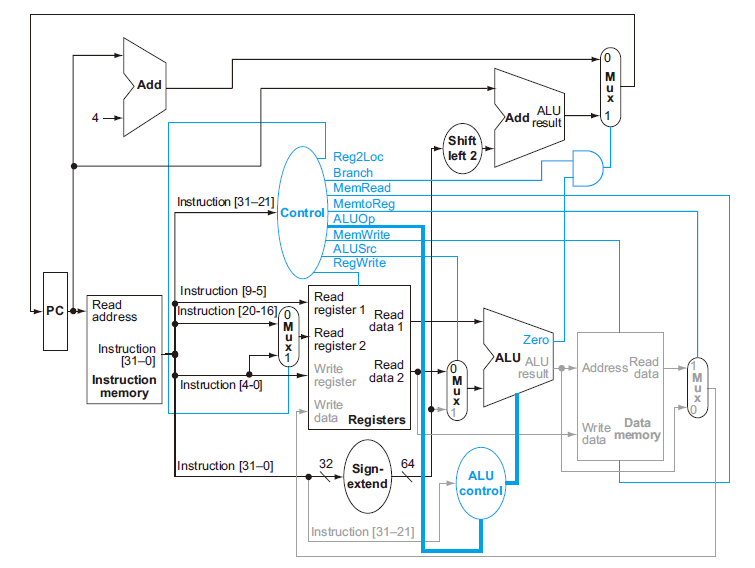 0
M
u
x
1
Add
4
Add
ALU
result
Shift
left 2
Reg2Loc
Branch
MemRead
MemtoReg
ALUOp
MemWrite
ALUSrc
RegWrite
Control
Instruction [31–21]
PC
Read
address
Instruction
[31–0]
Instruction
memory
Instruction [9-5]
Instruction [20-16]
Instruction [4-0]
0
M
u
x
1
Read
register 1
Read
register 2
Write
register
Write
data
Read
data 1
Read
data 2
Registers
0
M
u
x
1
Zero
ALU
ALU
result
Address
Read
data
Write
data
Data
memory
1
M
u
x
0
Instruction [31–0]
32
Sign-
extend
64
ALU
control
Instruction [31–21]